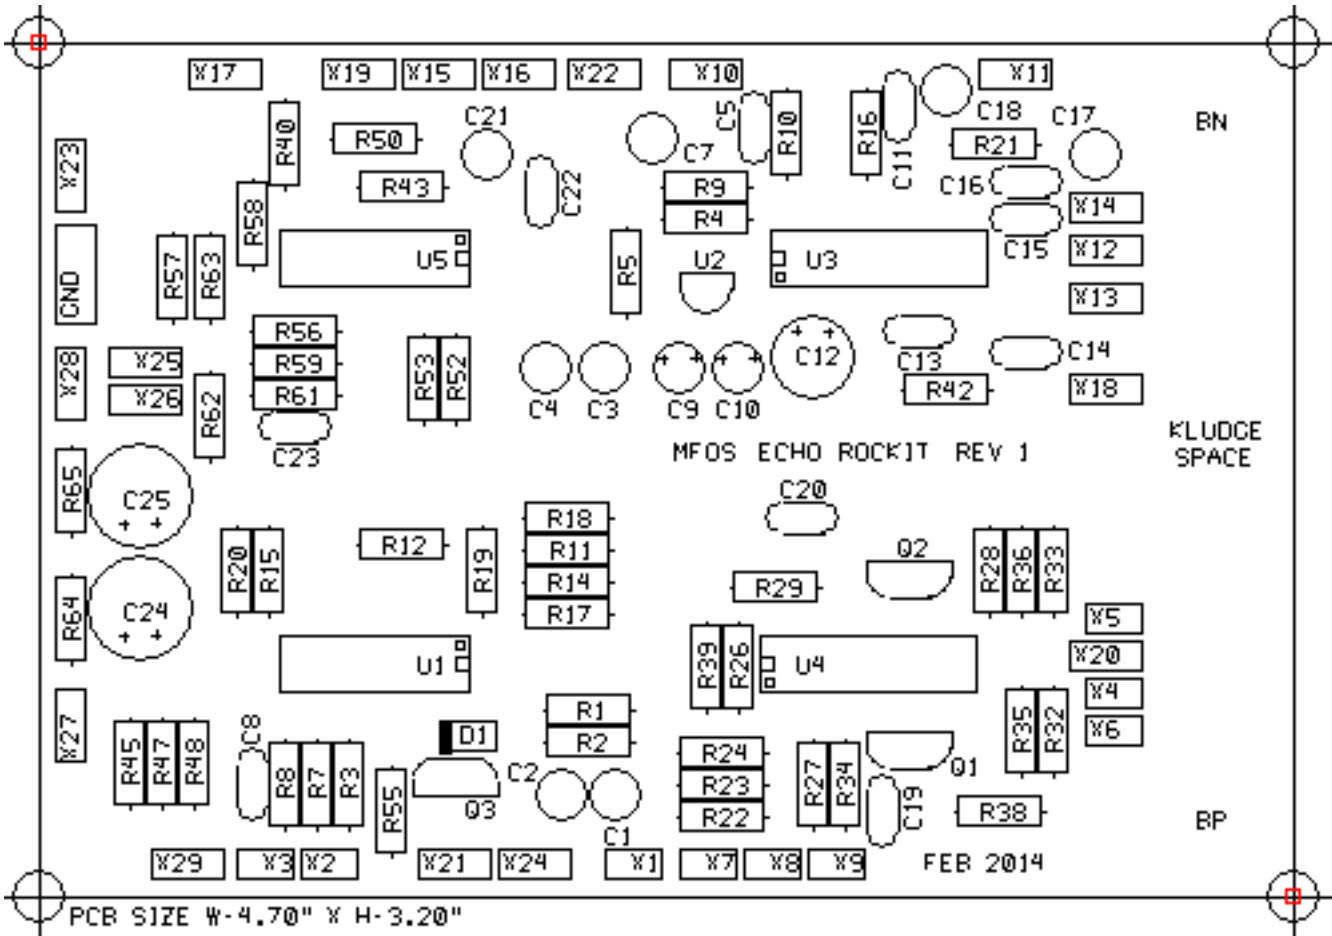 X17
X19
X15
X16
X22
X10
X11
C21
C5
R10
R16
C11
C18
C17
BN
R40
R50
C7
R21
X23
R43
C22
R9
C16
X14
R58
R4
C15
X12
U5
R5
U2
U3
R57
R63
GND
X13
R56
R59
R61
R53
R52
C12
C13
C14
X28
X25
X26
R62
C4
C3
C9
C10
R42
X18
C23
MFOS ECHO ROCKIT REV 1
KLUDGE
SPACE
R65
C25
C20
R18
R11
R14
R17
R12
R19
R20
R15
Q2
R28
R36
R33
R29
R64
C24
X5
X20
X4
X6
U1
R39
R26
U4
X27
R1
R2
R35
R32
D1
C8
R45
R47
R48
R8
R7
R3
R55
Q3
C2
C1
R24
R23
R22
R27
R34
Q1
C19
R38
BP
X29
X3
X2
X21
X24
X1
X7
X8
X9
FEB 2014
PCB SIZE W-4.70" X H-3.20"